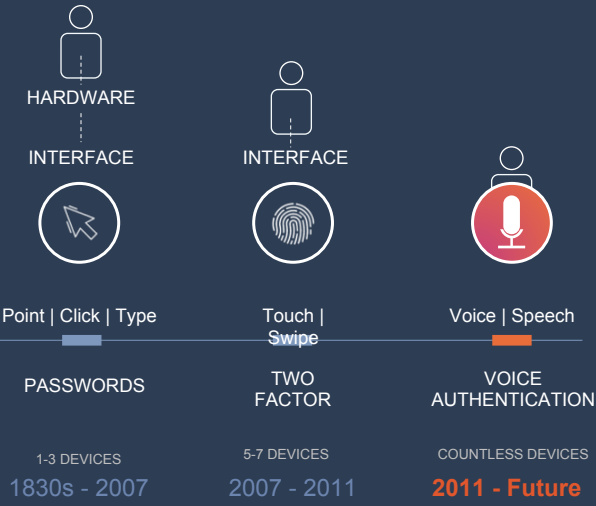 HARDWARE
INTERFACE
INTERFACE
Point | Click | Type
Touch |
Swipe
Voice | Speech
PASSWORDS
TWO
FACTOR
VOICE
AUTHENTICATION
1-3 DEVICES
5-7 DEVICES
COUNTLESS DEVICES
1830s - 2007
2007 - 2011
2011 - Future